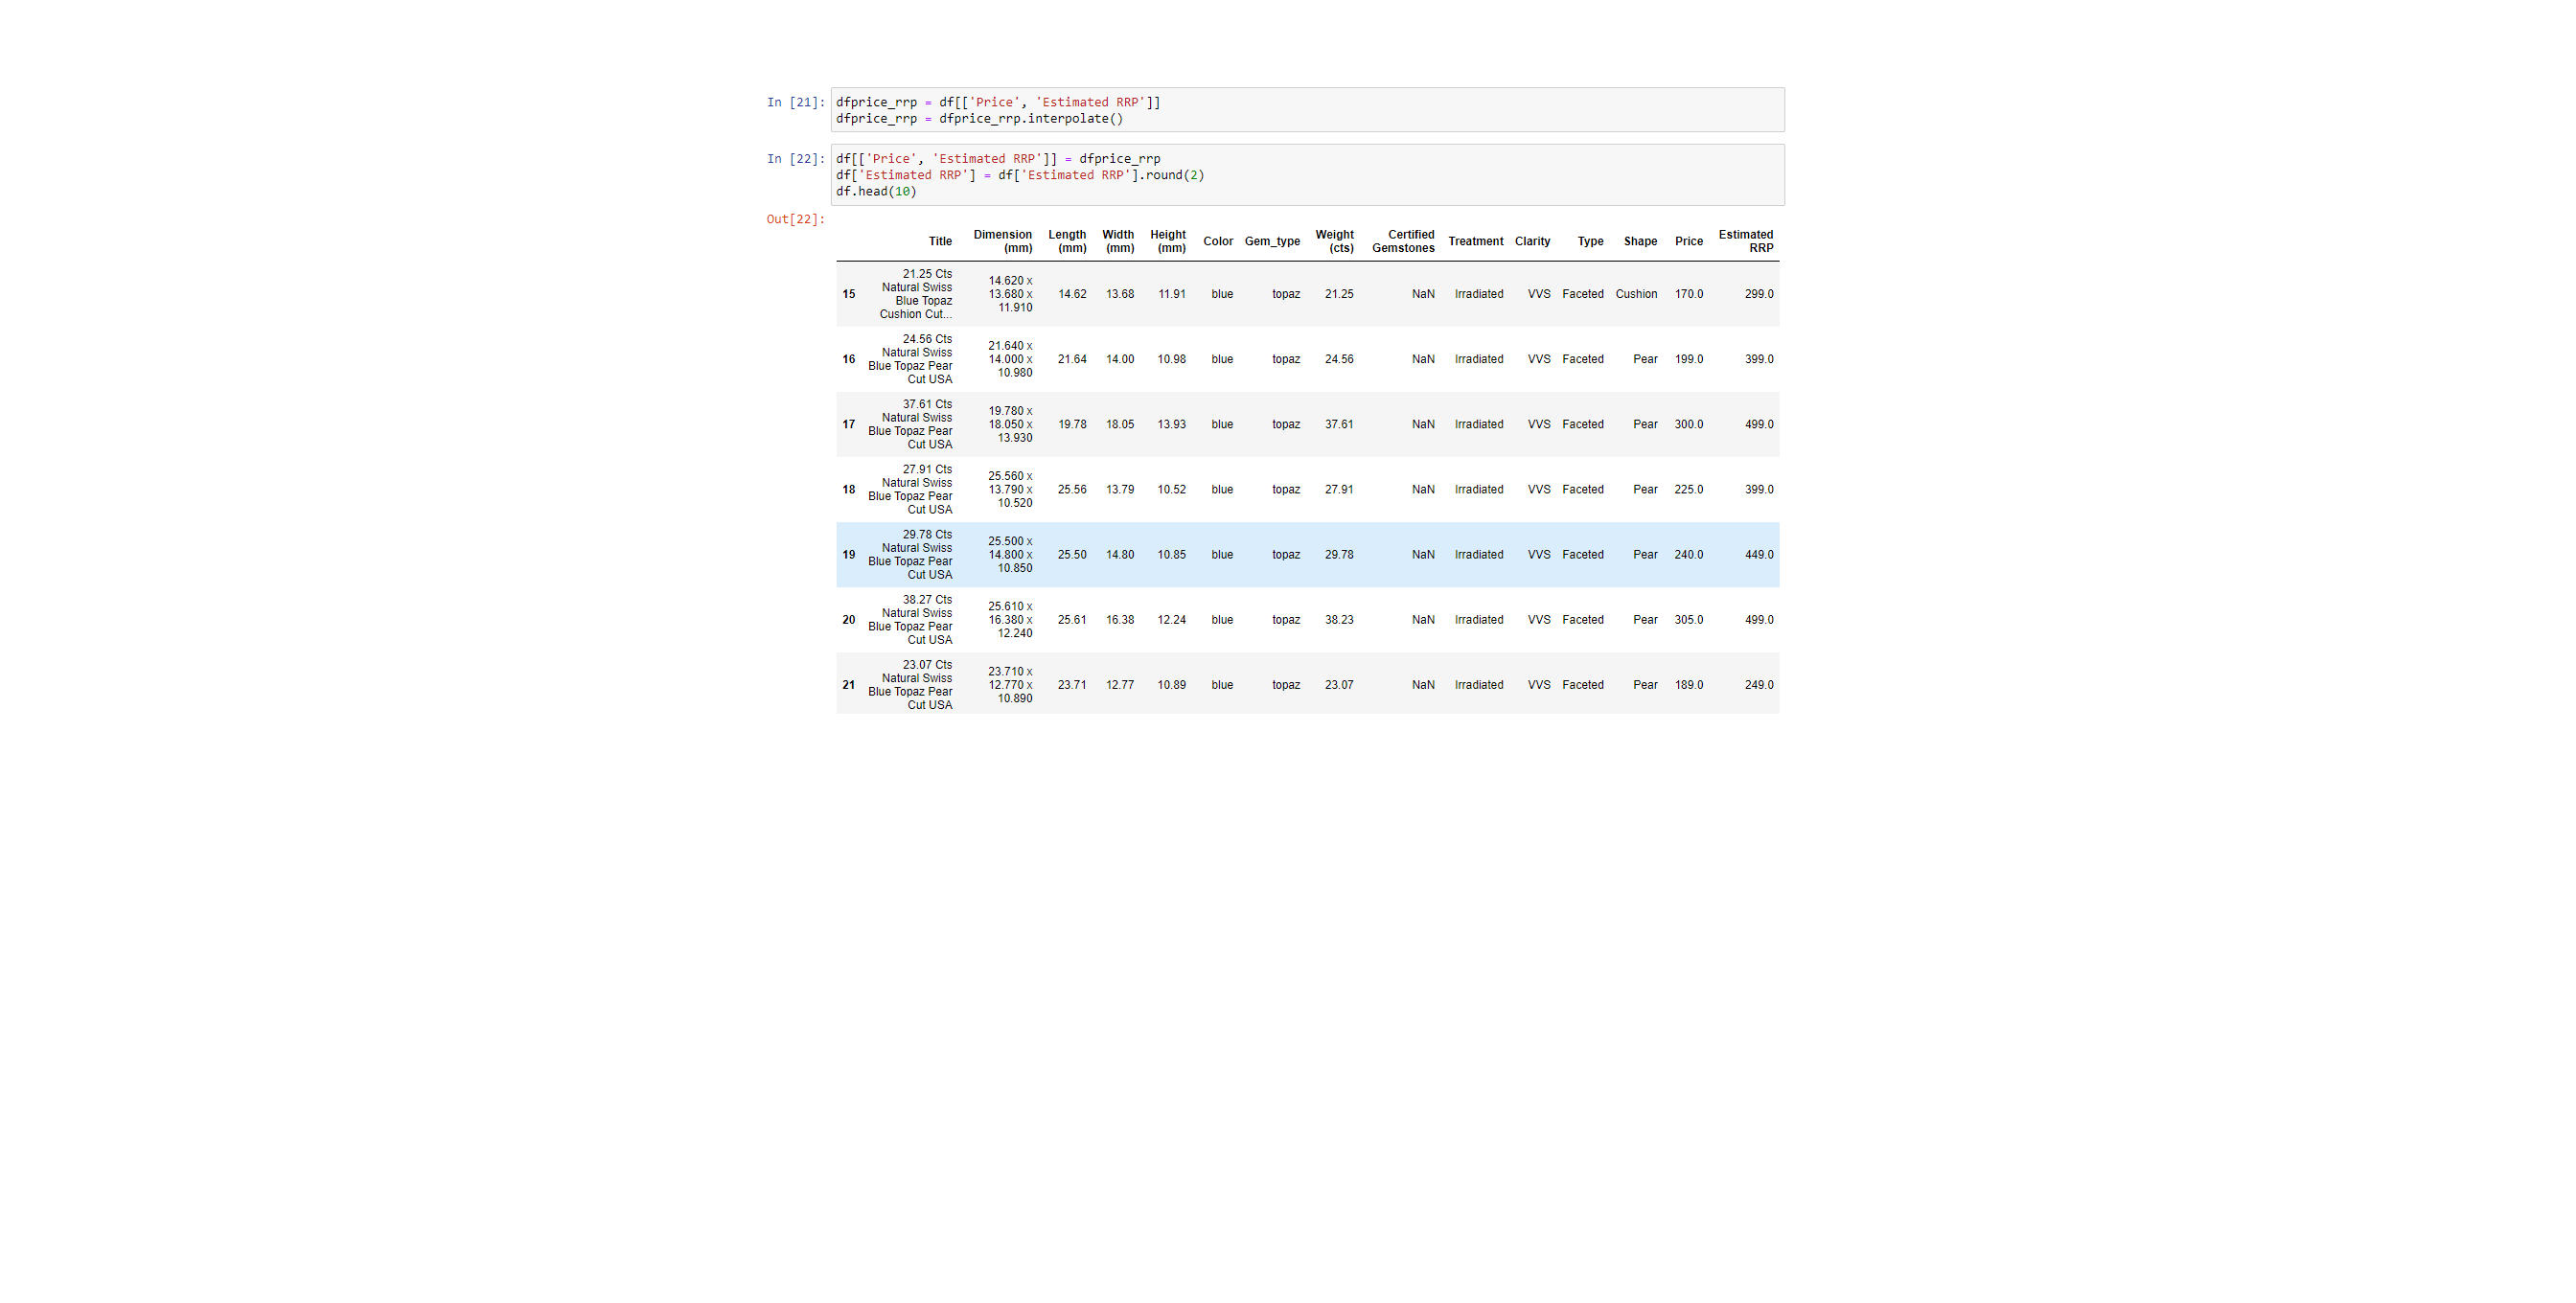 In [21]: dfprice_rrp = df[['Price', 'Estimated RRP']]
dfprice_rrp = dfprice_rrp.interpolate()
In [22]: df[['Price', 'Estimated RRP']] = dfprice_rrp
df['Estimated RRP'] = df['Estimated RRP'].round(2)
df.head(10)
Out[22]:
Title Dimension (mm) Length (mm) Width (mm) Height (mm) Color Gem_type Weight (cts) Certified Gemstones Treatment Clarity Type Shape Price Estimated RRP
15 21.25 Cts Natural Swiss Blue Topaz Cushion Cut... 14.620 x 13.680 x 11.910 14.62 13.68 11.91 blue topaz 21.25 NaN Irradiated VVS Faceted Cushion 170.0 299.0
16 24.56 Cts Natural Swiss Blue Topaz Pear Cut USA 21.640 x 14.000 x 10.980 21.64 14.00 10.98 blue topaz 24.56 NaN Irradiated VVS Faceted Pear 199.0 399.0
17 37.61 Cts Natural Swiss Blue Topaz Pear Cut USA 19.780 x 18.050 x 13.930 19.78 18.05 13.93 blue topaz 37.61 NaN Irradiated VVS Faceted Pear 300.0 499.0
18 27.91 Cts Natural Swiss Blue Topaz Pear Cut USA 25.560 x 13.790 x 10.520 25.56 13.79 10.52 blue topaz 27.91 NaN Irradiated VVS Faceted Pear 225.0 399.0
19 29.78 Cts Natural Swiss Blue Topaz Pear Cut USA 25.500 x 14.800 x 10.850 25.50 14.80 10.85 blue topaz 29.78 NaN Irradiated VVS Faceted Pear 240.0 449.0
20 38.27 Cts Natural Swiss Blue Topaz Pear Cut USA 25.610 x 16.380 x 12.240 25.61 16.38 12.24 blue topaz 38.23 NaN Irradiated VVS Faceted Pear 305.0 499.0
21 23.07 Cts Natural Swiss Blue Topaz Pear Cut USA 23.710 x 12.770 x 10.890 23.71 12.77 10.89 blue topaz 23.07 NaN Irradiated VVS Faceted Pear 189.0 249.0